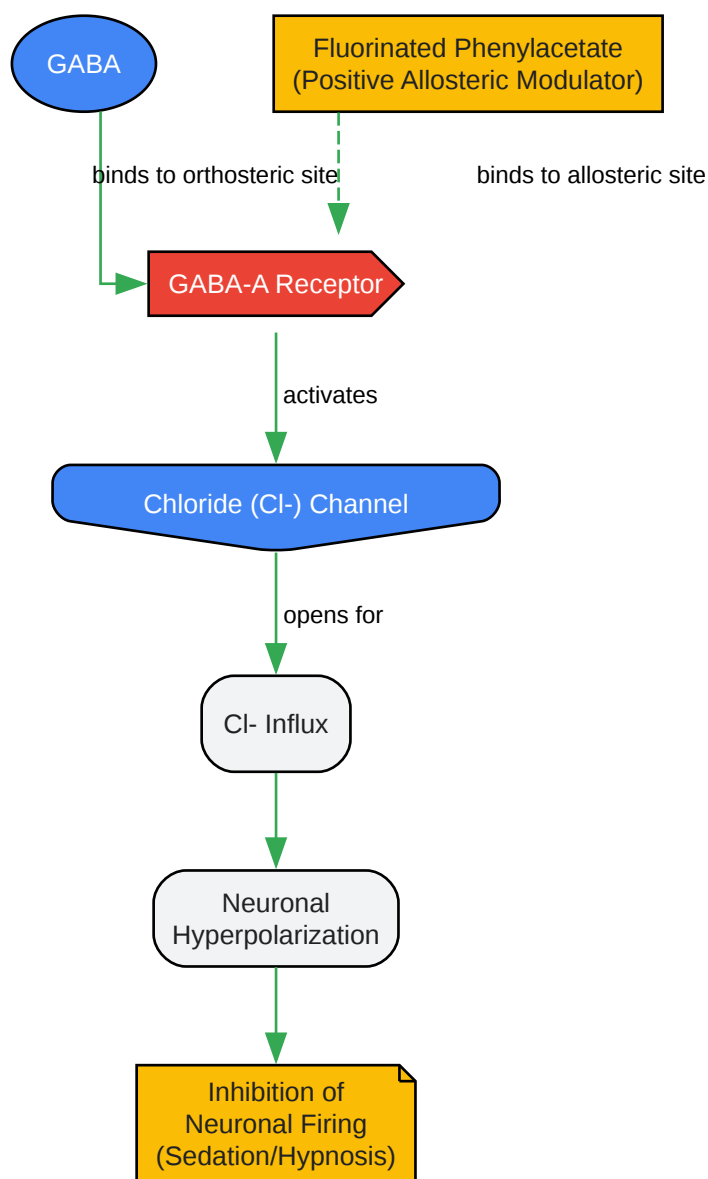 GABA
Fluorinated Phenylacetate
(Positive Allosteric Modulator)
binds to orthosteric site
binds to allosteric site
GABA-A Receptor
activates
Chloride (Cl-) Channel
opens for
Cl- Influx
Neuronal
Hyperpolarization
Inhibition of
Neuronal Firing
(Sedation/Hypnosis)